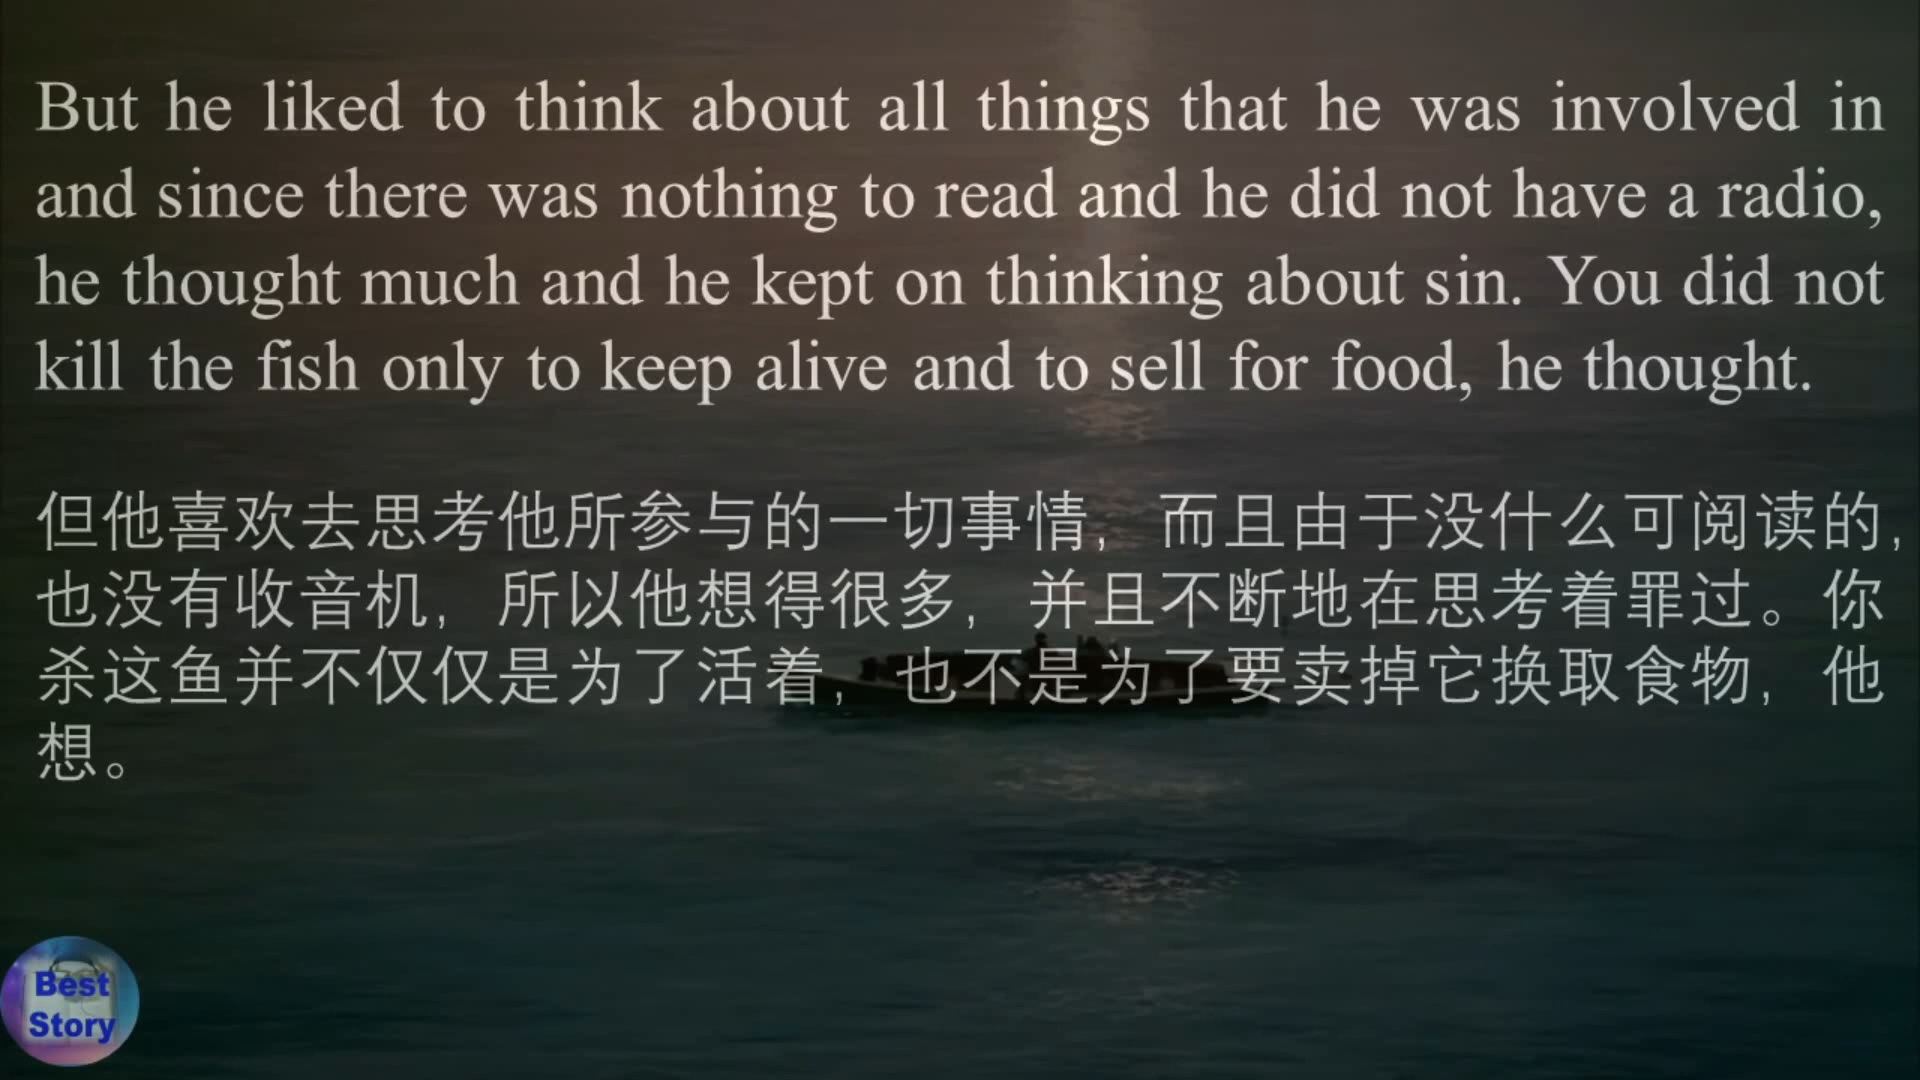 But he liked to think about all things that he was involved in
and since there was nothing to read and he did not have a radio,
he thought much and he kept on thinking about sin. You did not
kill the fish only to keep alive and to sell for food, he thought.
但他喜欢去思考他所参与的一切事情，而且由于没什么可阅读的，
也没有收音机，所以他想得很多，并且不断地在思考着罪过。你
杀这鱼并不仅仅是为了活着，也不是为了要卖掉它换取食物，他
想。
Best
Story